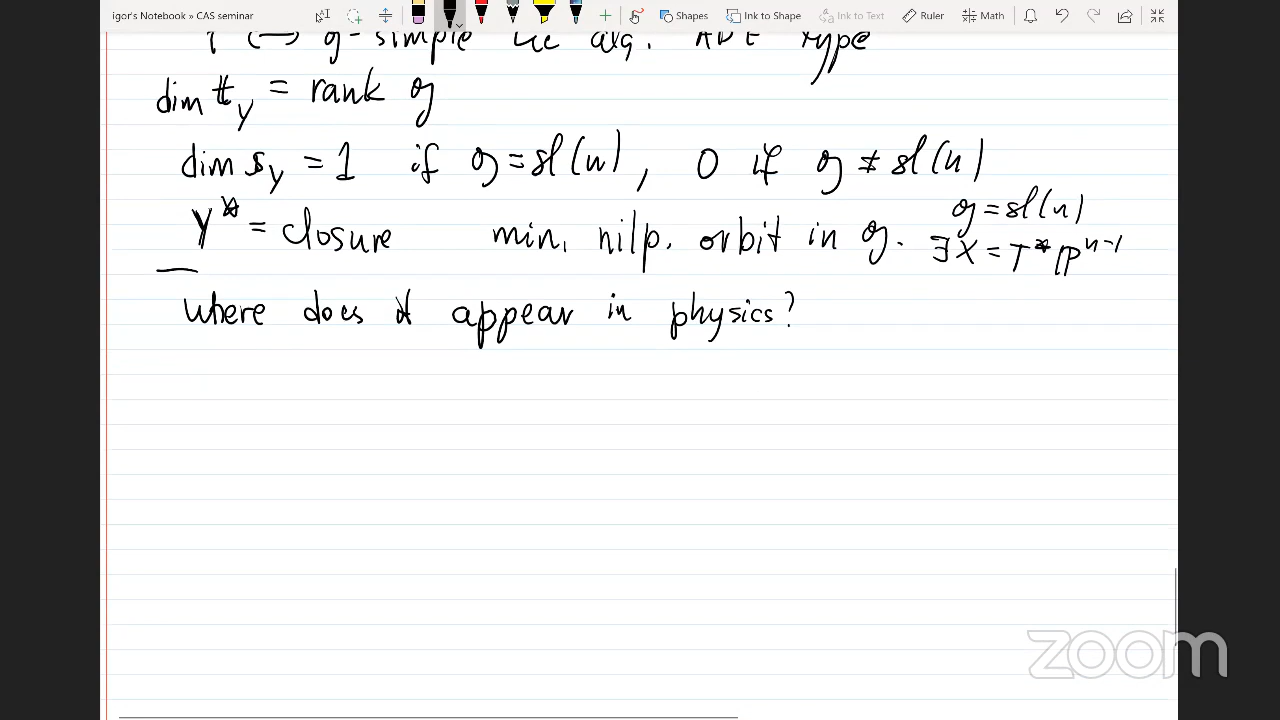 igor's Notebook » CAS seminar Shapes Ink to Shape Ink to Text Ruler Math
Γ ↔ g-simple Lie alg. ADE type
dim t_Y = rank g
dim s_Y = 1 if g = sl(n), 0 if g ≠ sl(n)
Y* = closure min. nilp. orbit in g. g = sl(n)
∃ X = T* P^{n-1}
where does it appear in physics?
zoom